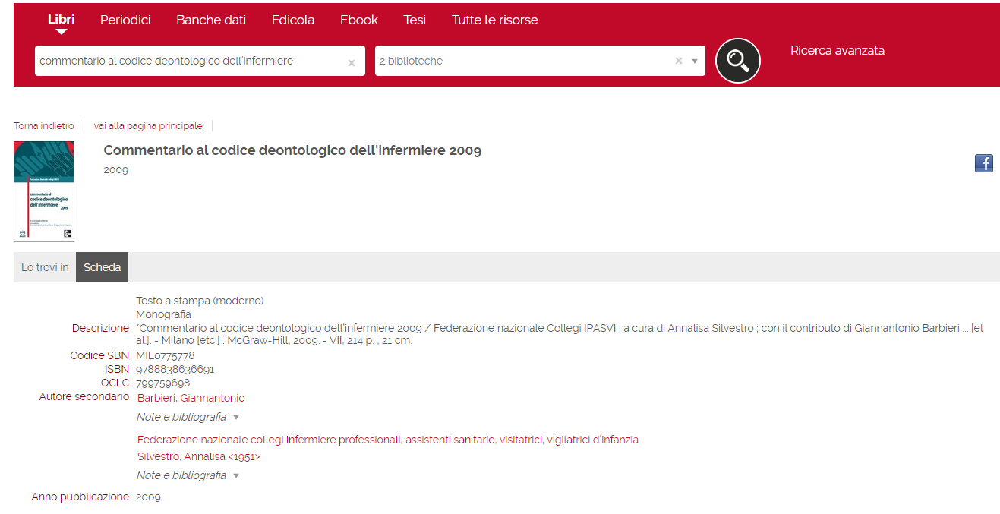 Libri Periodici Banche dati Edicola Ebook Tesi Tutte le risorse
commentario al codice deontologico dell'infermiere × 2 biblioteche × ▼ Ricerca avanzata
Torna indietro vai alla pagina principale
Commentario al codice deontologico dell'infermiere 2009
2009
f
commentario al
codice deontologico
dell'infermiere 2009
Lo trovi in Scheda
Testo a stampa (moderno)
Monografia
Descrizione *Commentario al codice deontologico dell'infermiere 2009 / Federazione nazionale Collegi IPASVI ; a cura di Annalisa Silvestro ; con il contributo di Giannantonio Barbieri ... [et
al.]. - Milano [etc.] : McGraw-Hill, 2009. - VII, 214 p. ; 21 cm.
Codice SBN MIL0775778
ISBN 9788838636691
OCLC 799759698
Autore secondario Barbieri, Giannantonio
Note e bibliografia ▼
Federazione nazionale collegi infermiere professionali, assistenti sanitarie, visitatrici, vigilatrici d'infanzia
Silvestro, Annalisa <1951>
Note e bibliografia ▼
Anno pubblicazione 2009